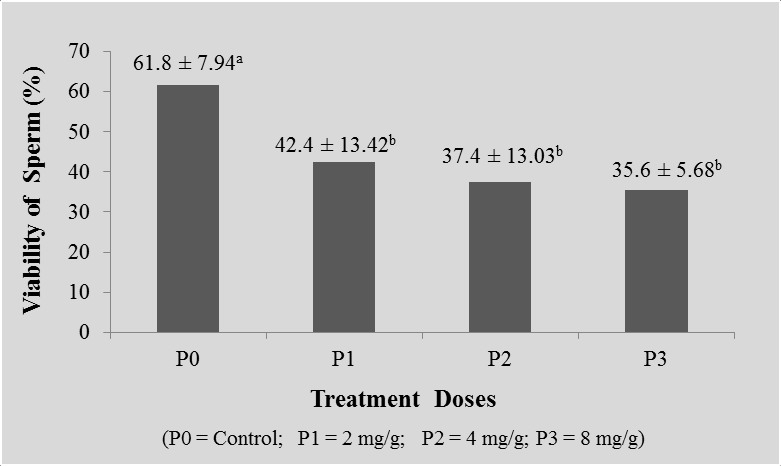 Viability of Sperm (%)
70
60
50
40
30
20
10
0
61.8 ± 7.94ᵃ
42.4 ± 13.42ᵇ
37.4 ± 13.03ᵇ
35.6 ± 5.68ᵇ
P0 P1 P2 P3
Treatment Doses
(P0 = Control; P1 = 2 mg/g; P2 = 4 mg/g; P3 = 8 mg/g)